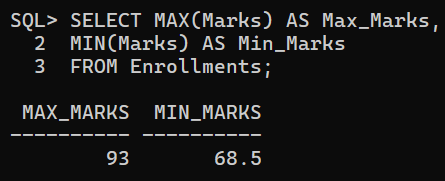 SQL> SELECT MAX(Marks) AS Max_Marks,
  2  MIN(Marks) AS Min_Marks
  3  FROM Enrollments;

 MAX_MARKS  MIN_MARKS
---------- ----------
        93       68.5